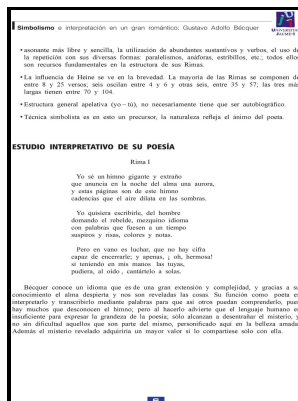 Simbolismo e interpretación en un gran romántico: Gustavo Adolfo Bécquer
UNIVERSITAT
JAUME·I
• asonante más libre y sencilla, la utilización de abundantes sustantivos y verbos, el uso de
la repetición con sus diversas formas: paralelismos, anáforas, estribillos, etc.; todos ellos
son recursos fundamentales en la estructura de sus Rimas.
• La influencia de Heine se ve en la brevedad. La mayoría de las Rimas se componen de
entre 8 y 25 versos; seis oscilan entre 4 y 6 y otras seis, entre 35 y 57; las tres más
largas tienen entre 70 y 104.
• Estructura general apelativa (yo – tú), no necesariamente tiene que ser autobiográfico.
• Técnica simbolista es en esto un precursor, la naturaleza refleja el ánimo del poeta.
ESTUDIO INTERPRETATIVO DE SU POESÍA
Rima I
Yo sé un himno gigante y extraño
que anuncia en la noche del alma una aurora,
y estas páginas son de este himno
cadencias que el aire dilata en las sombras.
Yo quisiera escribirle, del hombre
domando el rebelde, mezquino idioma
con palabras que fuesen a un tiempo
suspiros y risas, colores y notas.
Pero en vano es luchar, que no hay cifra
capaz de encerrarle; y apenas, ¡ oh, hermosa!
si teniendo en mis manos las tuyas,
pudiera, al oído , cantártelo a solas.
Bécquer conoce un idioma que es de una gran extensión y complejidad, y gracias a su
conocimiento el alma despierta y nos son reveladas las cosas. Su función como poeta es
interpretarlo y transcribirlo mediante palabras para que así otros puedan comprenderlo, pues
hay muchos que desconocen el himno; pero al hacerlo advierte que el lenguaje humano es
insuficiente para expresar la grandeza de la poesía; sólo alcanzan a desentrañar el misterio, y
no sin dificultad aquellos que son parte del mismo, personificado aquí en la belleza amada.
Además el misterio revelado adquiriría un mayor valor si lo compartiese sólo con ella.